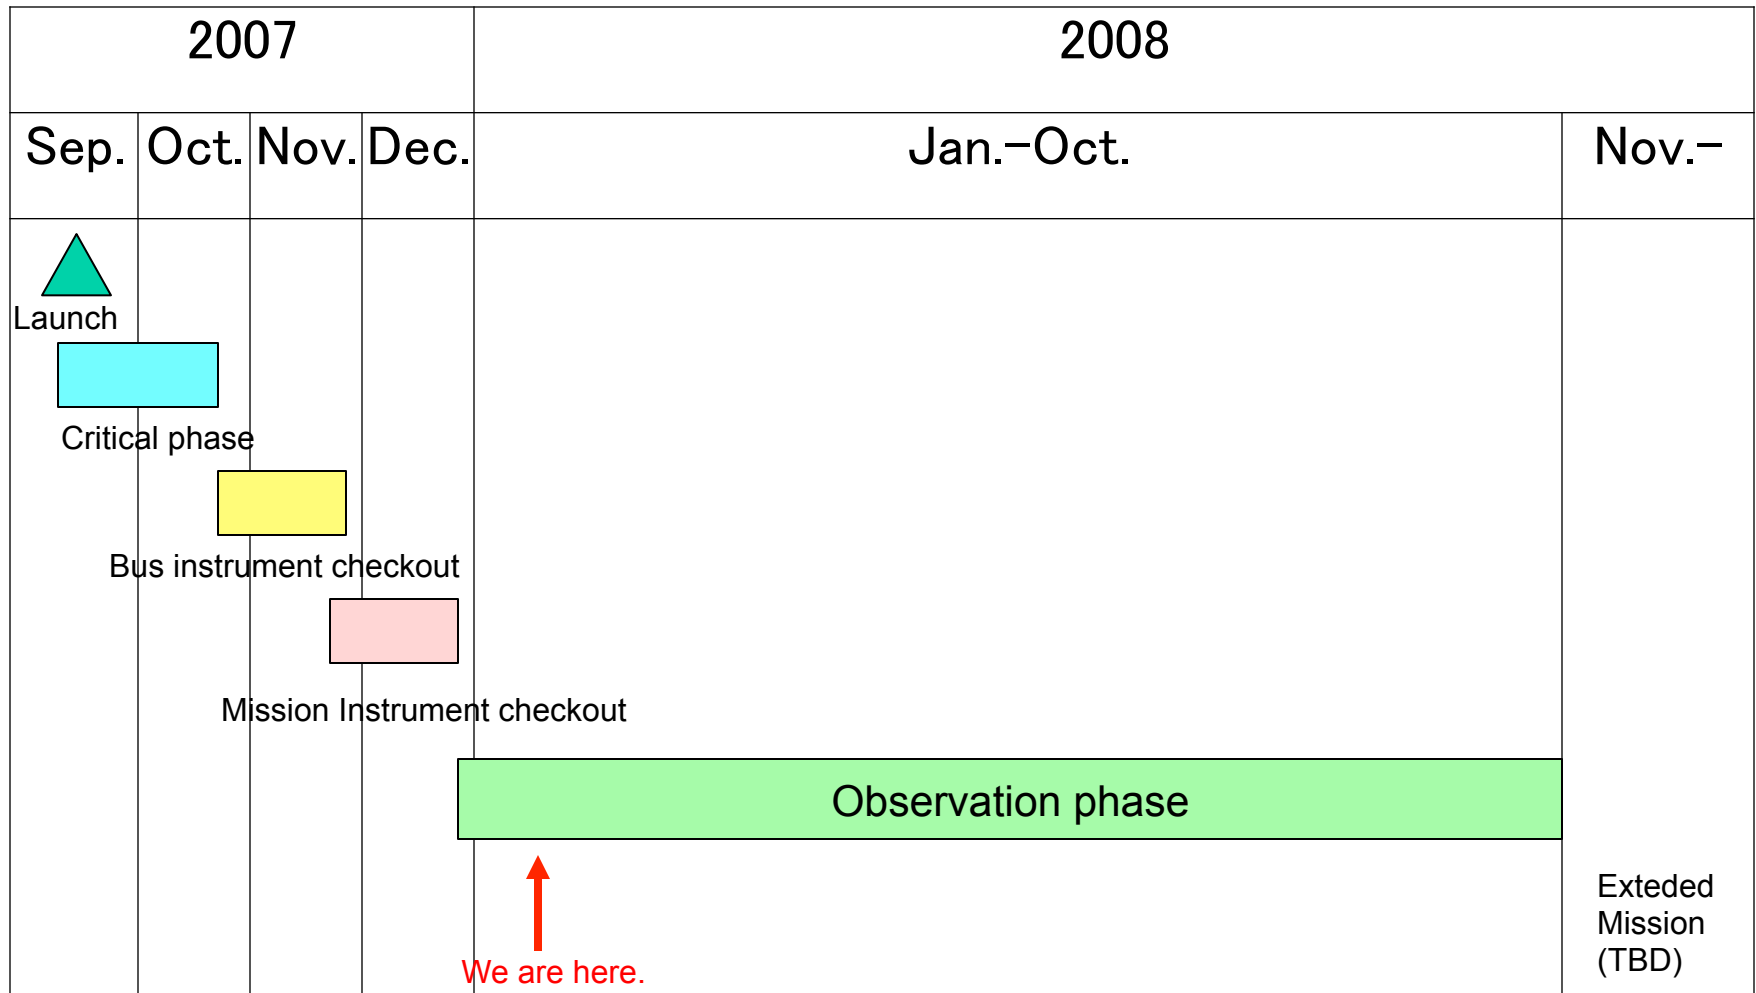 2007
2008
Sep.
Oct.
Nov.
Dec.
Jan.-Oct.
Nov.-
Launch
Critical phase
Bus instrument checkout
Mission Instrument checkout
Observation phase
We are here.
Exteded
Mission
(TBD)